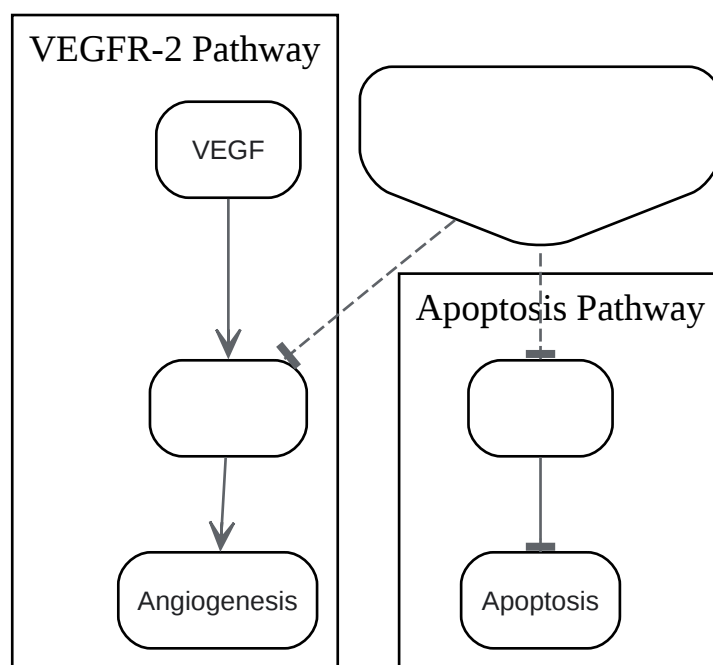 VEGFR-2 Pathway
VEGF
Apoptosis Pathway
Angiogenesis
Apoptosis